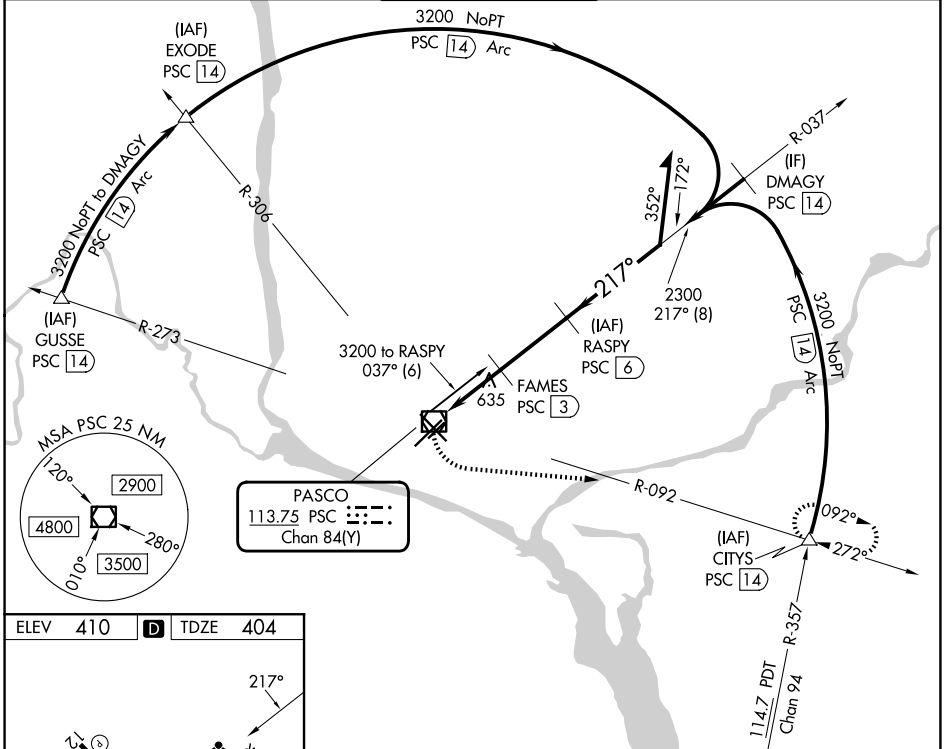 3200 NoPT
PSC 14 Arc
(IAF)
EXODE
PSC 14
R-037
(IF)
DMAGY
PSC 14
3200 NoPT to DMAGY
PSC 14 Arc
R-306
352°
172°
217°
2300
217° (8)
(IAF)
GUSSE
PSC 14
R-273
(IAF)
RASPY
PSC 6
3200 NoPT
PSC 14 Arc
3200 to RASPY
037° (6)
635
FAMES
PSC 3
MSA PSC 25 NM
120°
2900
4800
280°
010°
3500
PASCO
113.75 PSC
Chan 84(Y)
R-092
092°
272°
(IAF)
CITYS
PSC 14
R-357
114.7 PDT
Chan 94
ELEV 410 D TDZE 404
217°
12
P